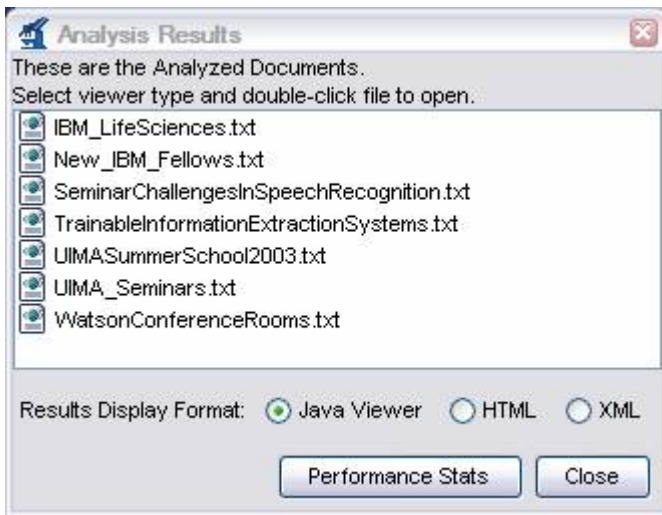 Analysis Results
These are the Analyzed Documents.
Select viewer type and double-click file to open.
IBM_LifeSciences.txt
New_IBM_Fellows.txt
SeminarChallengesInSpeechRecognition.txt
TrainableInformationExtractionSystems.txt
UIMASummerSchool2003.txt
UIMA_Seminars.txt
WatsonConferenceRooms.txt
Results Display Format: Java Viewer HTML XML
Performance Stats Close